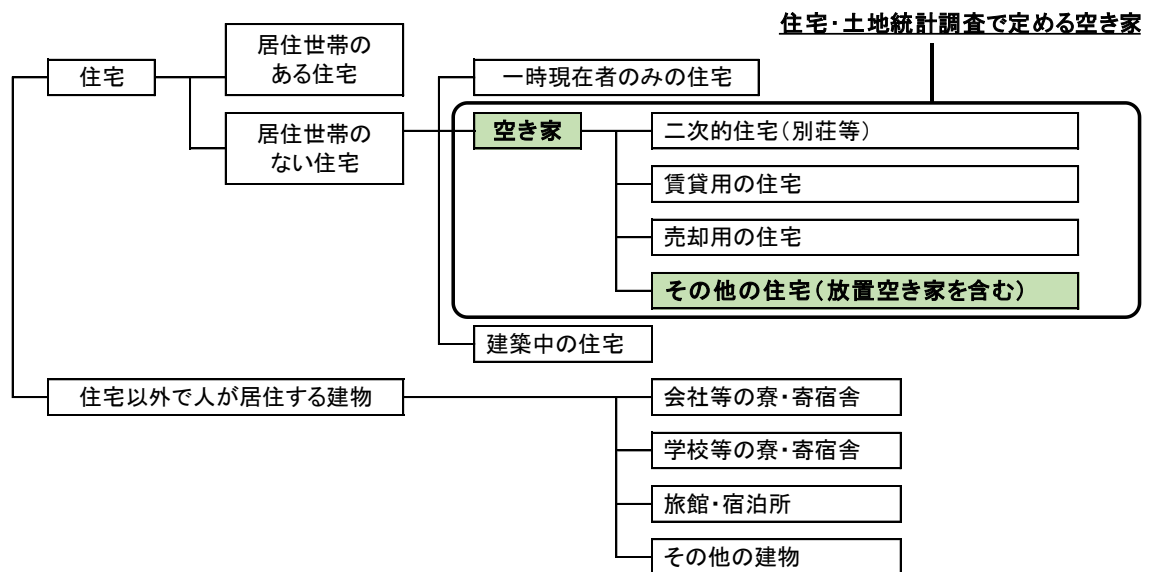 住宅・土地統計調査で定める空き家
住宅
居住世帯の
ある住宅
居住世帯の
ない住宅
一時現在者のみの住宅
空き家
二次的住宅（別荘等）
賃貸用の住宅
売却用の住宅
その他の住宅（放置空き家を含む）
建築中の住宅
住宅以外で人が居住する建物
会社等の寮・寄宿舎
学校等の寮・寄宿舎
旅館・宿泊所
その他の建物